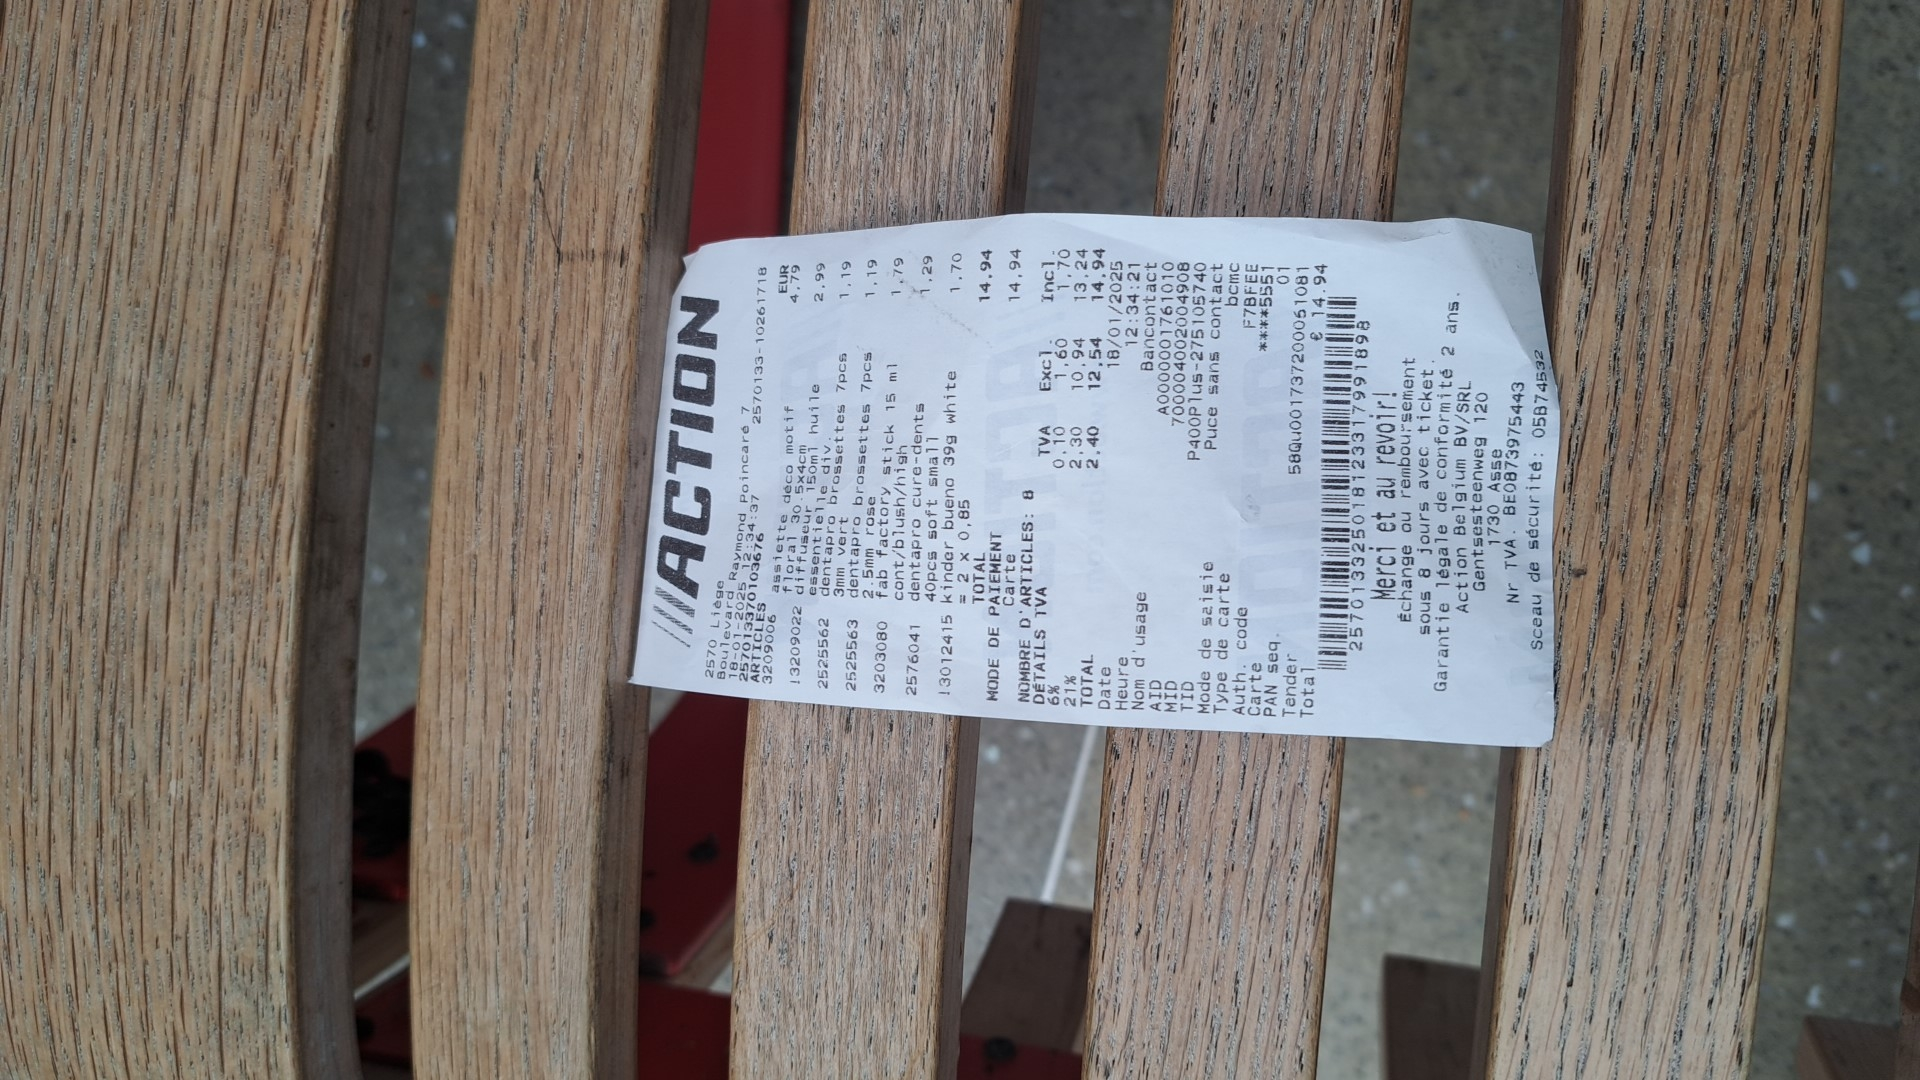 ACTION
2570 Liège
Boulevard Raymond Poincaré 7
18-01-2025 12:34:37 2570133-10261718
257013370103676
ARTICLES EUR
3209006 assiette déco motif 4,79
floral 30.5x4cm
!3209022 diffuseur 150ml huile 2,99
essentielle div.
2525562 dentapro brossettes 7pcs 1,19
3mm vert
2525563 dentapro brossettes 7pcs 1,19
2.5mm rose
3203080 fab factory stick 15 ml 1,79
cont/blush/high
2576041 dentapro cure-dents 1,29
40pcs soft small
!3012415 kinder bueno 39g white 1,70
= 2 x 0,85
TOTAL 14,94
MODE DE PAIEMENT
Carte 14,94
NOMBRE D'ARTICLES: 8
DÉTAILS TVA TVA Excl. Incl.
6% 0,10 1,60 1,70
21% 2,30 10,94 13,24
TOTAL 2,40 12,54 14,94
Date 18/01/2025
Heure 12:34:21
Nom d'usage Bancontact
AID A0000001761010
MID 700004002004908
TID P400Plus-275105740
Mode de saisie Puce sans contact
Type de carte bcmc
Auth. code F7BFEE
Carte ****5551
PAN seq. 01
Tender 58Qu001737200051081
Total € 14.94
25701332501812331799 1898
Merci et au revoir!
Échange ou remboursement
sous 8 jours avec ticket.
Garantie légale de conformité 2 ans.
Action Belgium BV/SRL
Gentsesteenweg 120
1730 Asse
Nr TVA. BE0873975443
Sceau de sécurité: 05B74532